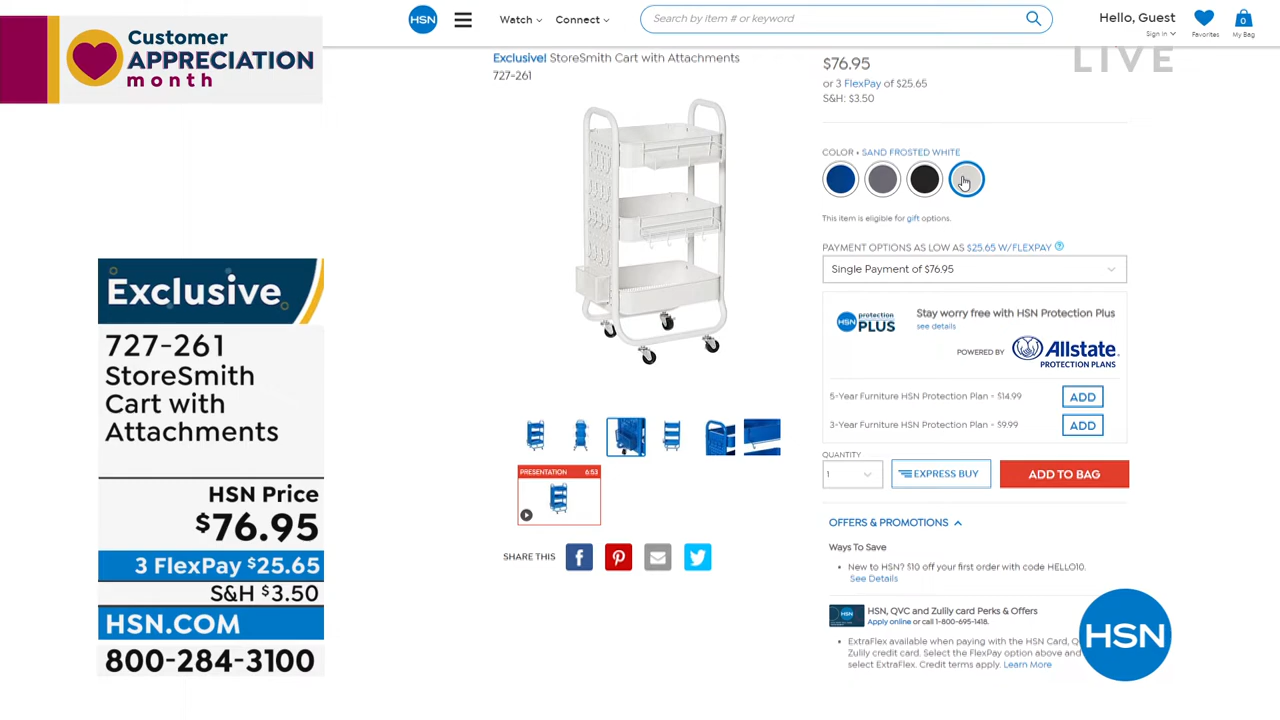 Customer
APPRECIATION
month
HSN
Watch
Connect
Search by item # or keyword
Hello, Guest
Sign in
Favorites
0
My Bag
LIVE
Exclusive! StoreSmith Cart with Attachments
727-261
$76.95
or 3 FlexPay of $25.65
S&H: $3.50
COLOR • SAND FROSTED WHITE
This item is eligible for gift options.
PAYMENT OPTIONS AS LOW AS $25.65 W/FLEXPAY ?
Single Payment of $76.95
HSN protection PLUS
Stay worry free with HSN Protection Plus
see details
POWERED BY Allstate
PROTECTION PLANS
5-Year Furniture HSN Protection Plan - $14.99 ADD
3-Year Furniture HSN Protection Plan - $9.99 ADD
QUANTITY
1
EXPRESS BUY
ADD TO BAG
PRESENTATION 6:53
SHARE THIS
OFFERS & PROMOTIONS
Ways To Save
• New to HSN? $10 off your first order with code HELLO10.
See Details
HSN
HSN, QVC and Zulily card Perks & Offers
Apply online or call 1-800-695-1418.
• ExtraFlex available when paying with the HSN Card, Q
Zulily credit card. Select the FlexPay option above and
select ExtraFlex. Credit terms apply. Learn More
HSN
Exclusive
727-261
StoreSmith
Cart with
Attachments
HSN Price
$76.95
3 FlexPay $25.65
S&H $3.50
HSN.COM
800-284-3100